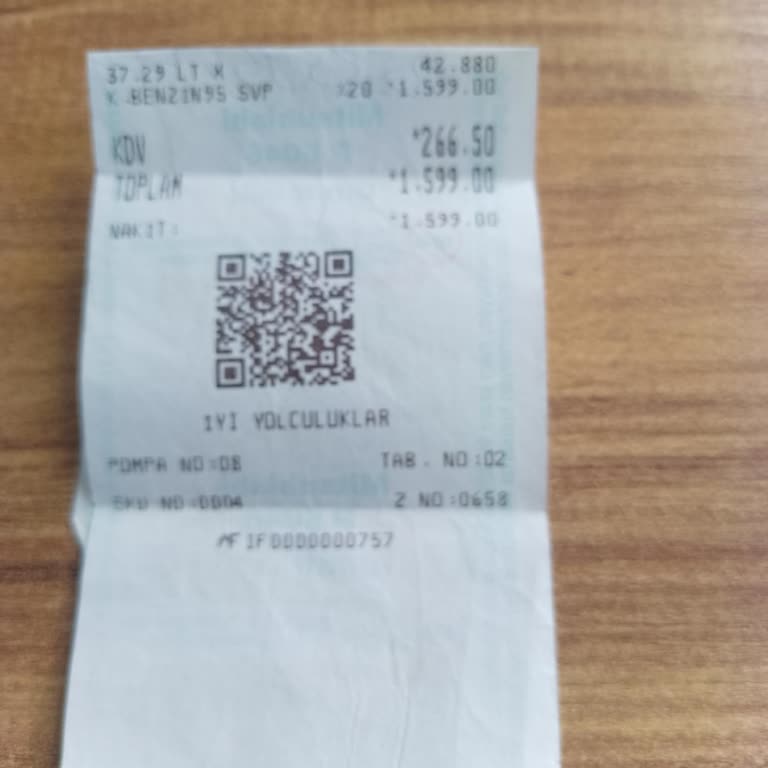 37.29 LT X 42.880
K.BENZIN95 SVP %20 *1.599.00
KDV *266.50
TOPLAM *1.599.00
NAKIT: *1.599.00
IYI YOLCULUKLAR
POMPA NO:08 TAB. NO:02
EKU NO:0004 Z NO:0658
MF 1F0000000757